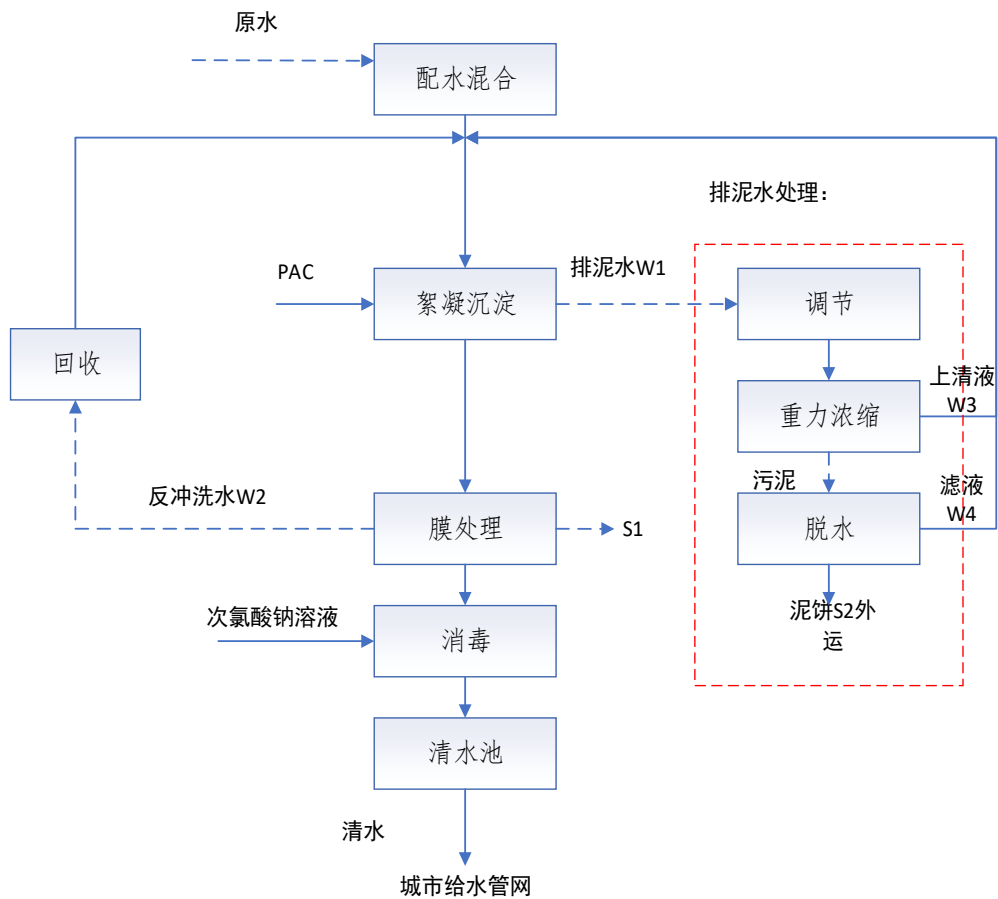 原水
配水混合
排泥水处理：
PAC
絮凝沉淀
排泥水W1
调节
回收
重力浓缩
上清液
W3
反冲洗水W2
膜处理
S1
污泥
脱水
滤液
W4
次氯酸钠溶液
消毒
泥饼S2外
运
清水池
清水
城市给水管网